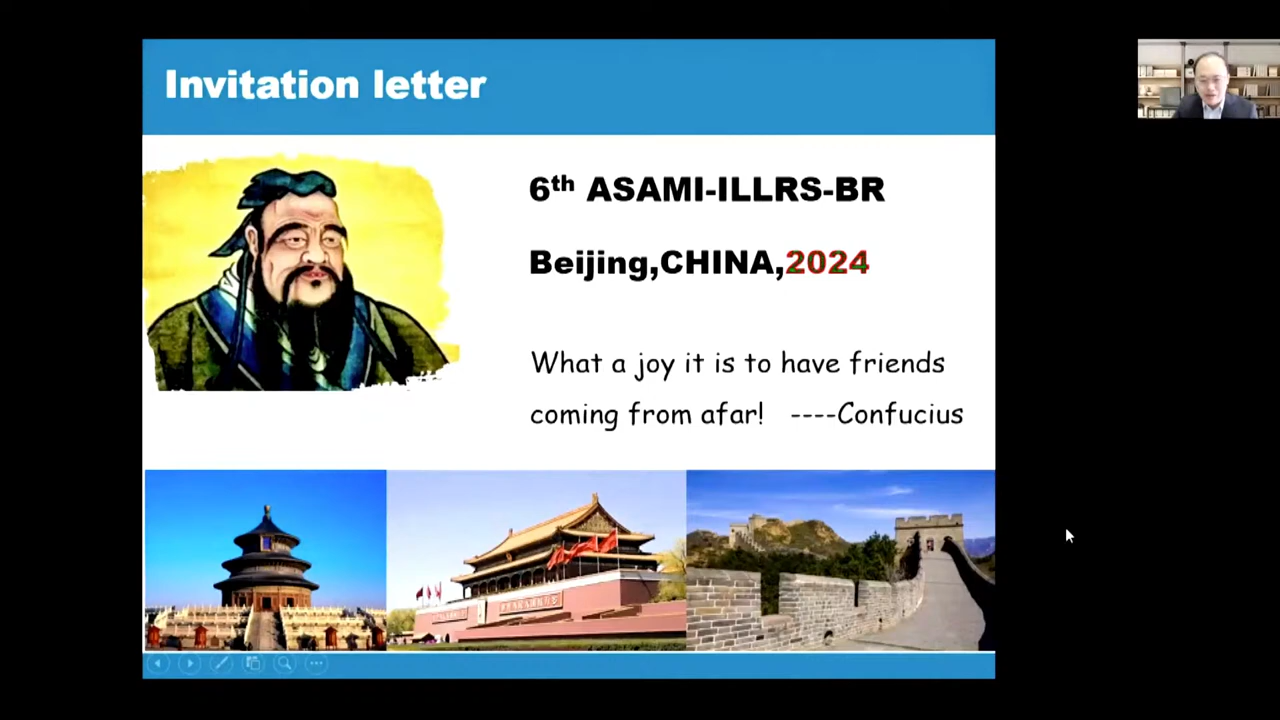 Invitation letter
6th ASAMI-ILLRS-BR
Beijing,CHINA,2024
What a joy it is to have friends
coming from afar! ----Confucius